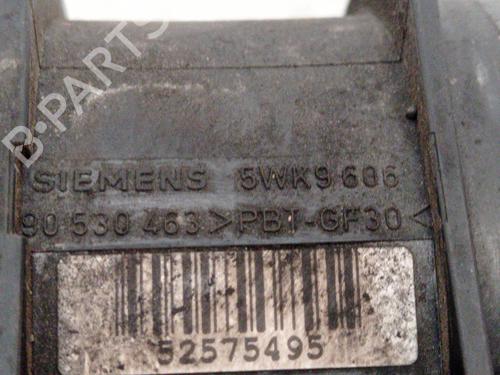 B-PARTS
SIEMENS 5WK9 606
90 530 463 >PBT-GF30<
52575495